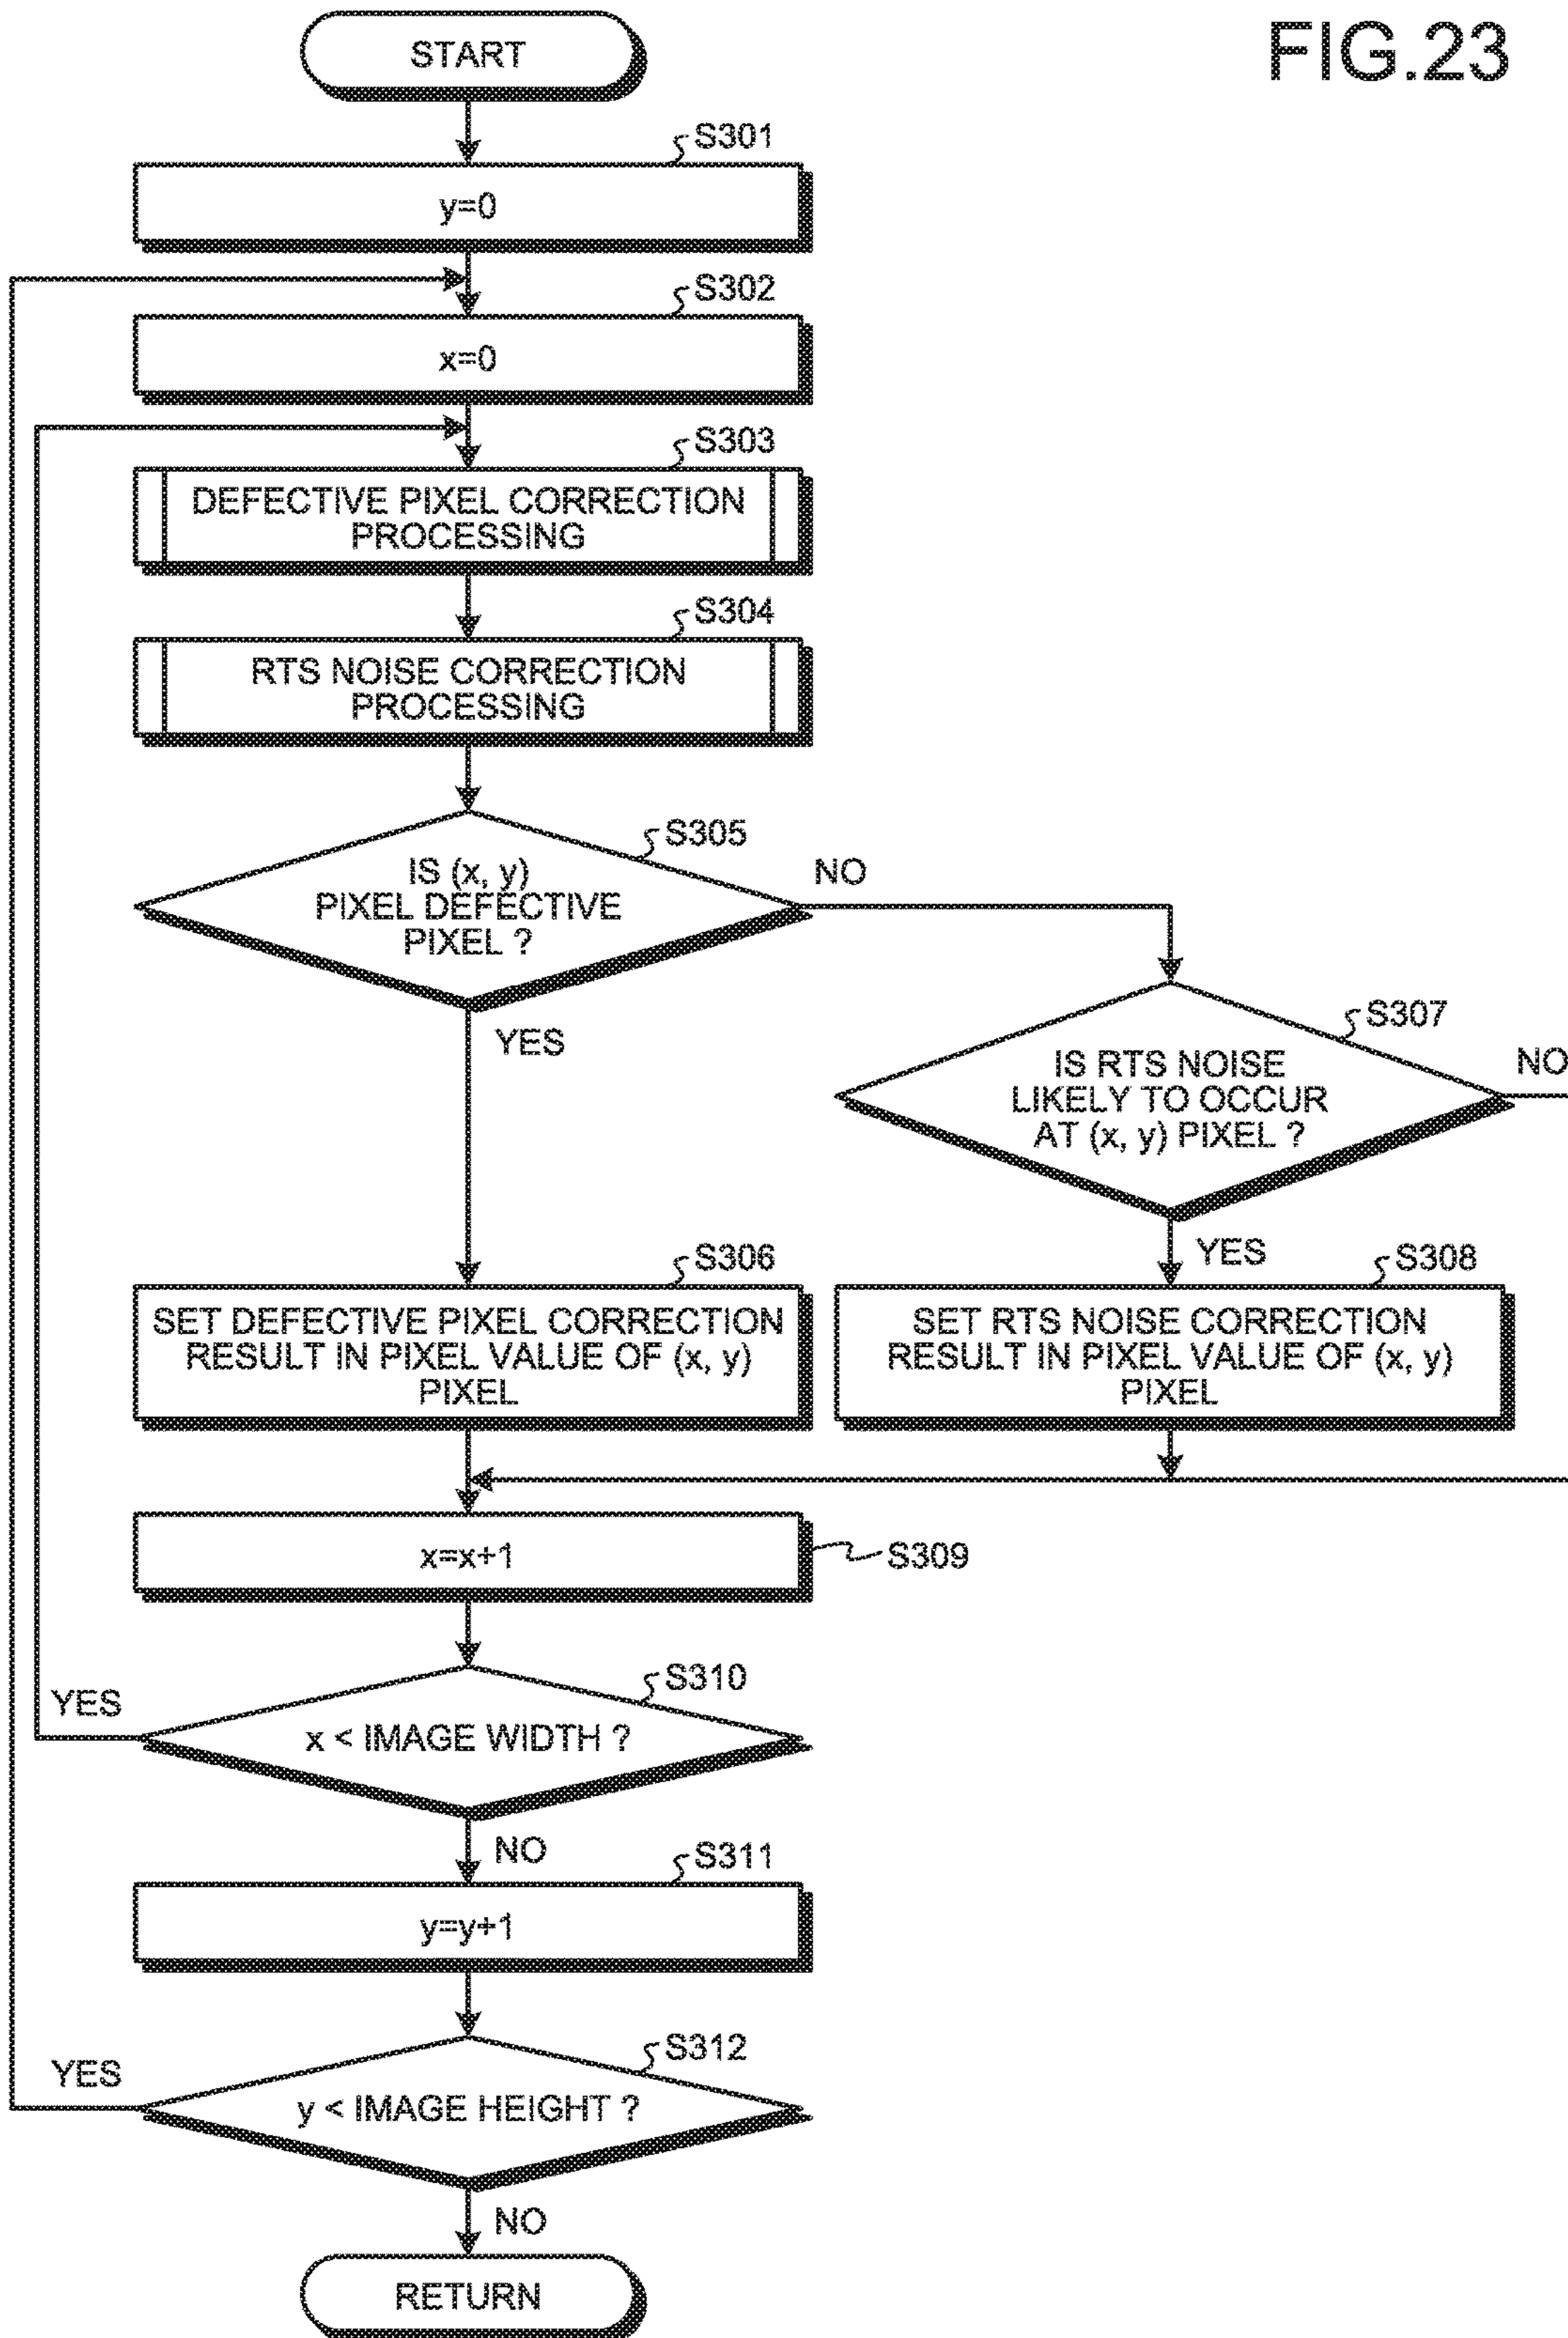 FIG.23
START
S301
y=0
S302
x=0
S303
DEFECTIVE PIXEL CORRECTION
PROCESSING
S304
RTS NOISE CORRECTION
PROCESSING
S305
IS (x, y)
PIXEL DEFECTIVE
PIXEL ?
NO
YES
S307
IS RTS NOISE
LIKELY TO OCCUR
AT (x, y) PIXEL ?
NO
YES
S306
SET DEFECTIVE PIXEL CORRECTION
RESULT IN PIXEL VALUE OF (x, y)
PIXEL
S308
SET RTS NOISE CORRECTION
RESULT IN PIXEL VALUE OF (x, y)
PIXEL
x=x+1
S309
S310
YES
x < IMAGE WIDTH ?
NO
S311
y=y+1
S312
YES
y < IMAGE HEIGHT ?
NO
RETURN